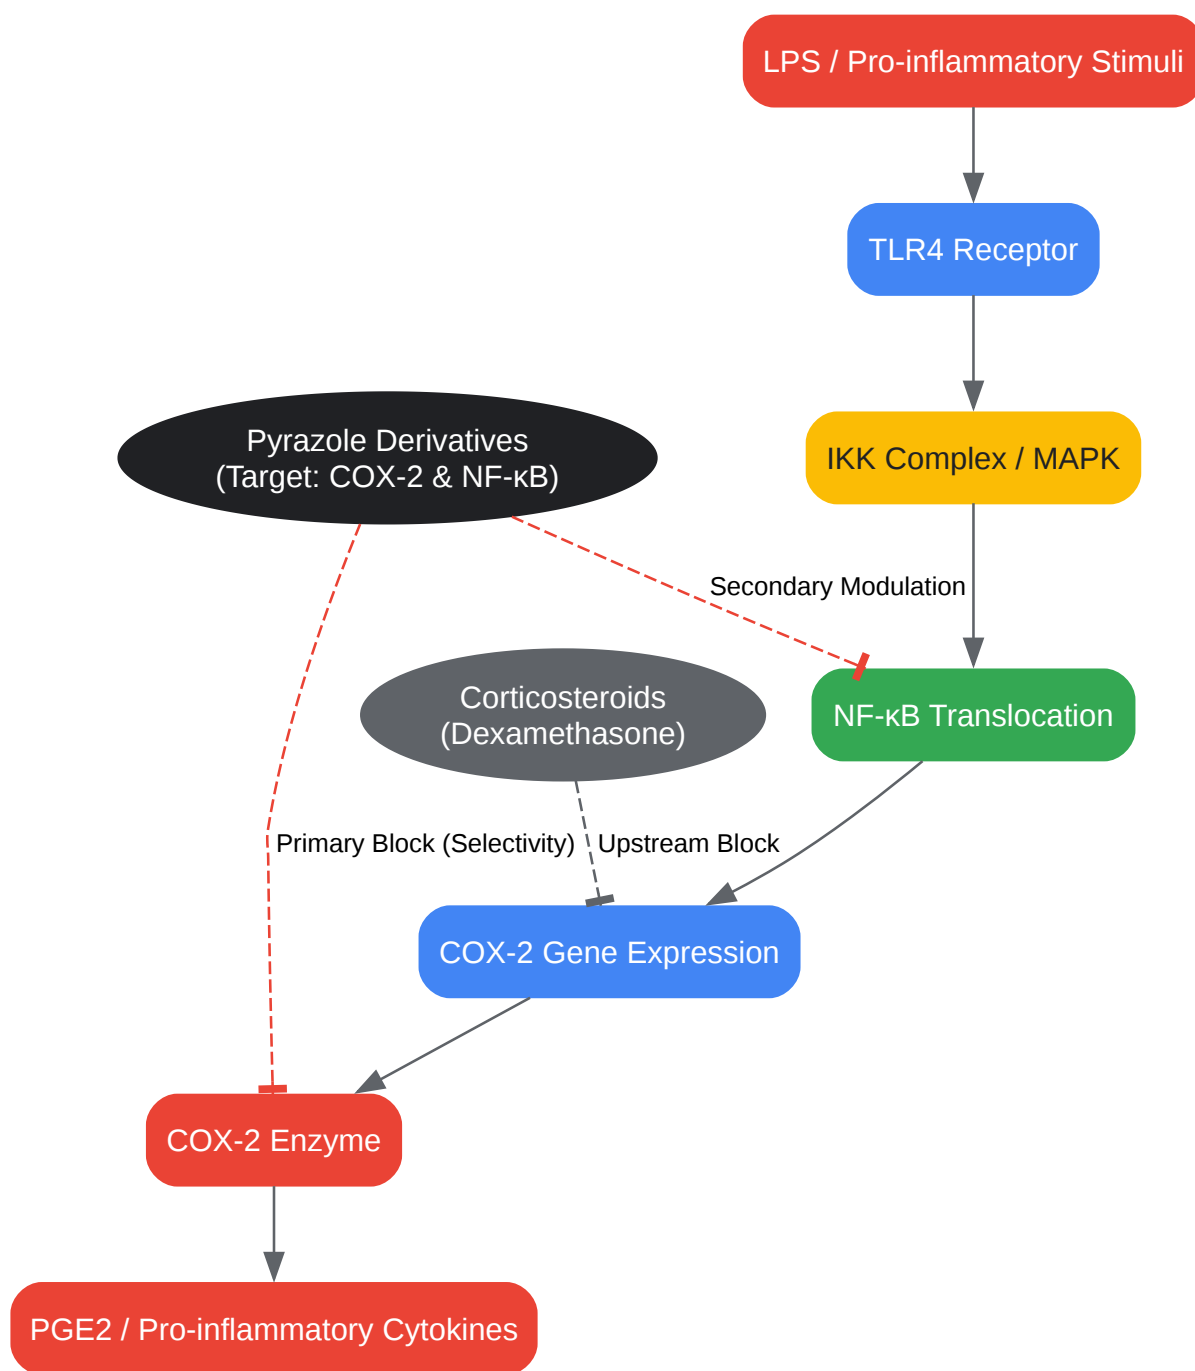 LPS / Pro-inflammatory Stimuli
TLR4 Receptor
Pyrazole Derivatives
(Target: COX-2 & NF-κB)
IKK Complex / MAPK
Secondary Modulation
Corticosteroids
(Dexamethasone)
NF-κB Translocation
Primary Block (Selectivity)
Upstream Block
COX-2 Gene Expression
COX-2 Enzyme
PGE2 / Pro-inflammatory Cytokines